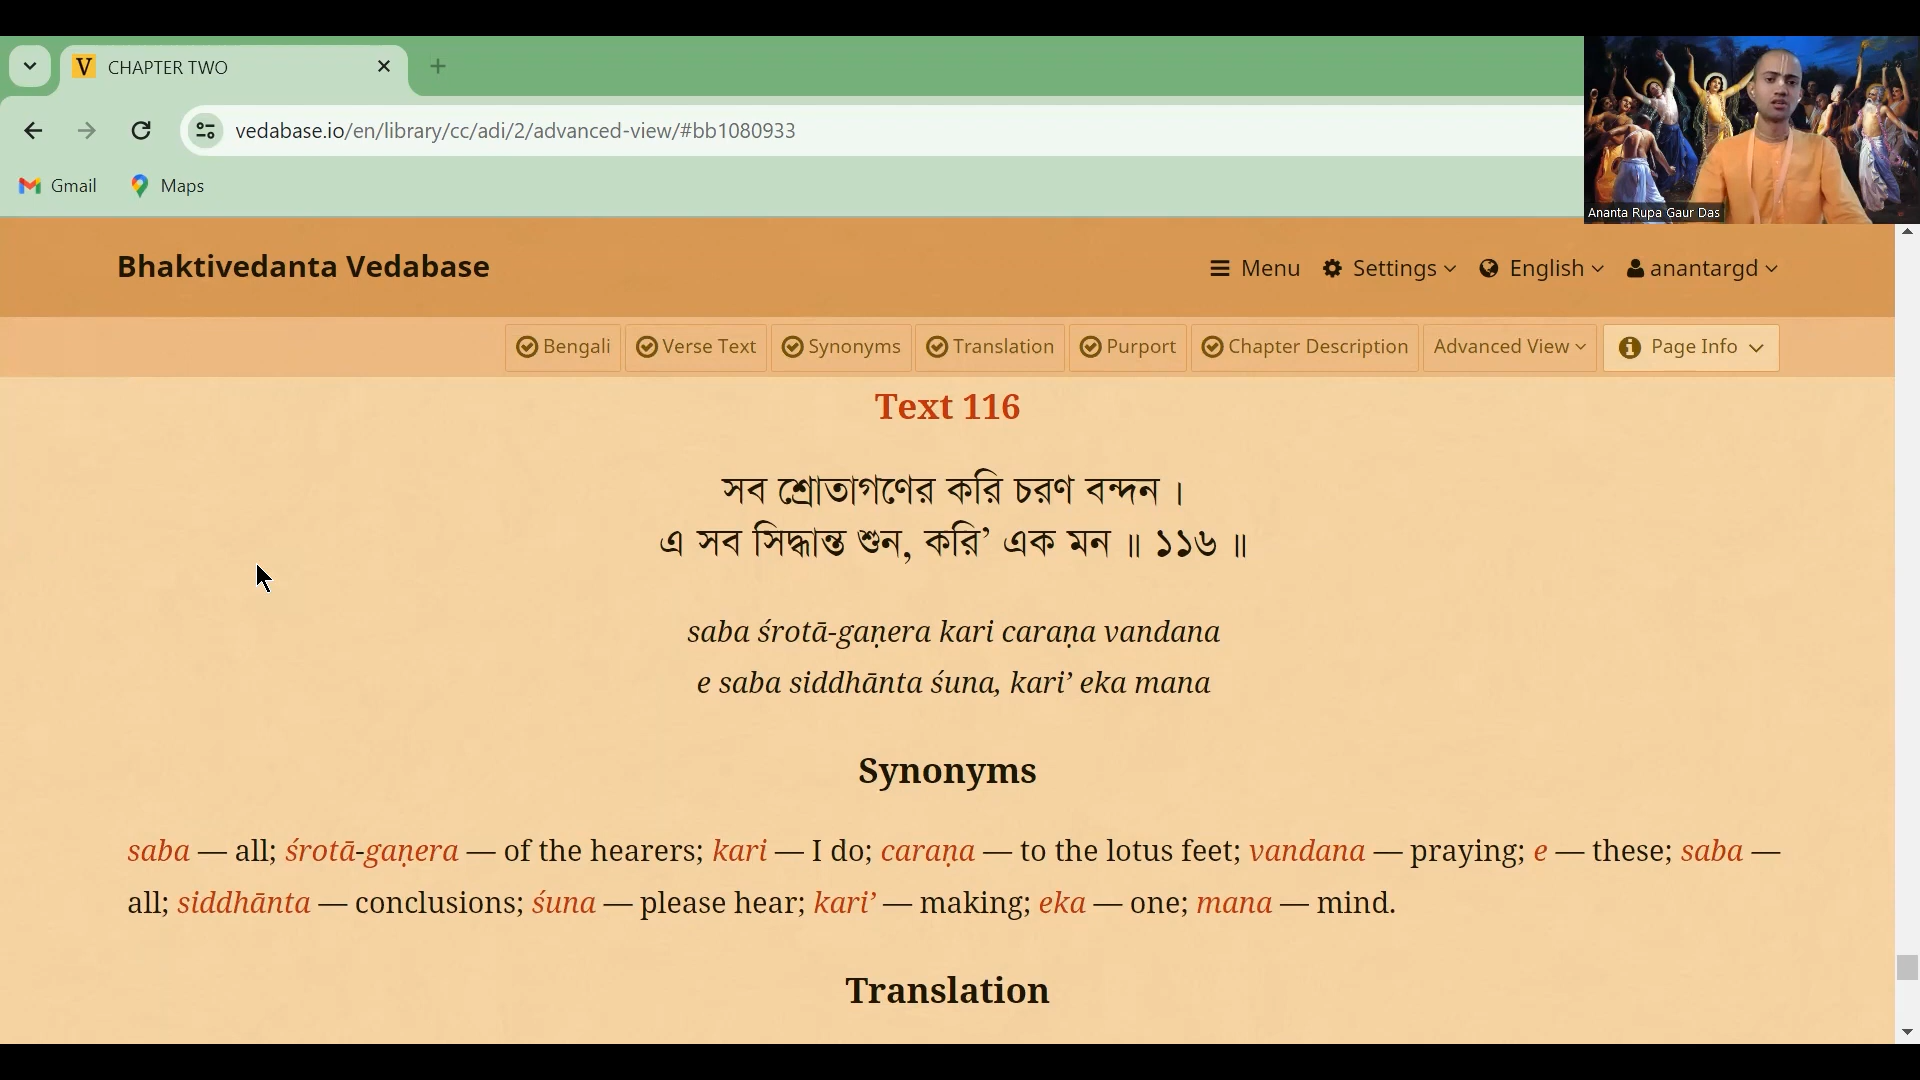 CHAPTER TWO
vedabase.io/en/library/cc/adi/2/advanced-view/#bb1080933
Gmail Maps
Ananta Rupa Gaur Das
Bhaktivedanta Vedabase
Menu Settings English anantargd
Bengali Verse Text Synonyms Translation Purport Chapter Description Advanced View Page Info
Text 116
সব শ্রোতাগণের করি চরণ বন্দন ।
এ সব সিদ্ধান্ত শুন, করি’ এক মন ॥ ১১৬ ॥
saba śrotā-gaṇera kari caraṇa vandana
e saba siddhānta śuna, kari’ eka mana
Synonyms
saba — all; śrotā-gaṇera — of the hearers; kari — I do; caraṇa — to the lotus feet; vandana — praying; e — these; saba —
all; siddhānta — conclusions; śuna — please hear; kari’ — making; eka — one; mana — mind.
Translation